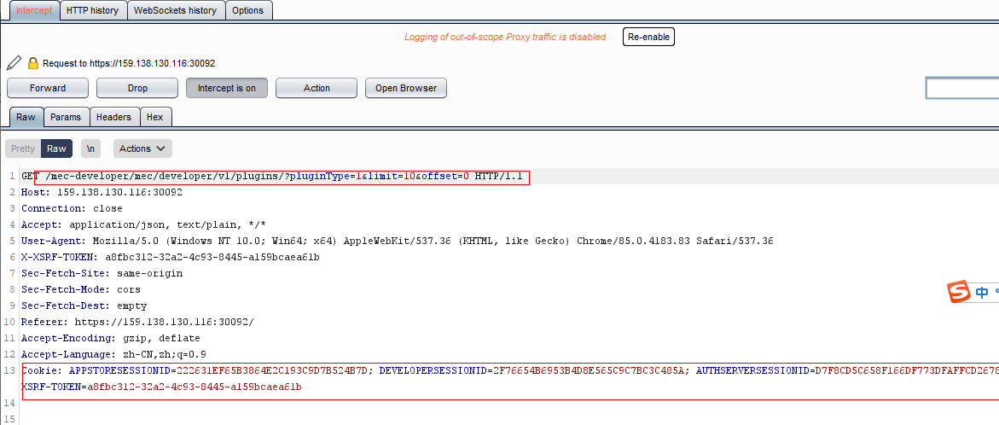 Intercept HTTP history WebSockets history Options
Logging of out-of-scope Proxy traffic is disabled Re-enable
Request to https://159.138.130.116:30092
Forward Drop Intercept is on Action Open Browser
Raw Params Headers Hex
Pretty Raw \n Actions
1 GET /mec-developer/mec/developer/v1/plugins/?pluginType=1&limit=10&offset=0 HTTP/1.1
2 Host: 159.138.130.116:30092
3 Connection: close
4 Accept: application/json, text/plain, */*
5 User-Agent: Mozilla/5.0 (Windows NT 10.0; Win64; x64) AppleWebKit/537.36 (KHTML, like Gecko) Chrome/85.0.4183.83 Safari/537.36
6 X-XSRF-TOKEN: a8fbc312-32a2-4c93-8445-a159bcaea61b
7 Sec-Fetch-Site: same-origin
8 Sec-Fetch-Mode: cors
9 Sec-Fetch-Dest: empty
10 Referer: https://159.138.130.116:30092/
11 Accept-Encoding: gzip, deflate
12 Accept-Language: zh-CN,zh;q=0.9
13 Cookie: APPSTORESESSIONID=222631EF65B3864E2C193C9D7B524B7D; DEVELOPERSESSIONID=2F76654B6953B4D8E565C9C7BC3C485A; AUTHSERVERSESSIONID=D7F8CD5C658F166DF773DFAFFCD2678
XSRF-TOKEN=a8fbc312-32a2-4c93-8445-a159bcaea61b
14
15
S 中